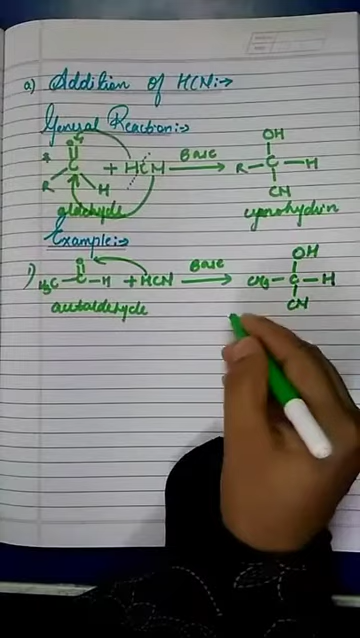 a) Addition of HCN:→
General Reaction:→
O
R
C + HCN Base → OH
R H R-C-H
CN
aldehyde cyanohydrin
Example:→
O OH
1) H₃C-C-H + HCN Base → CH₃-C-H
acetaldehyde CN